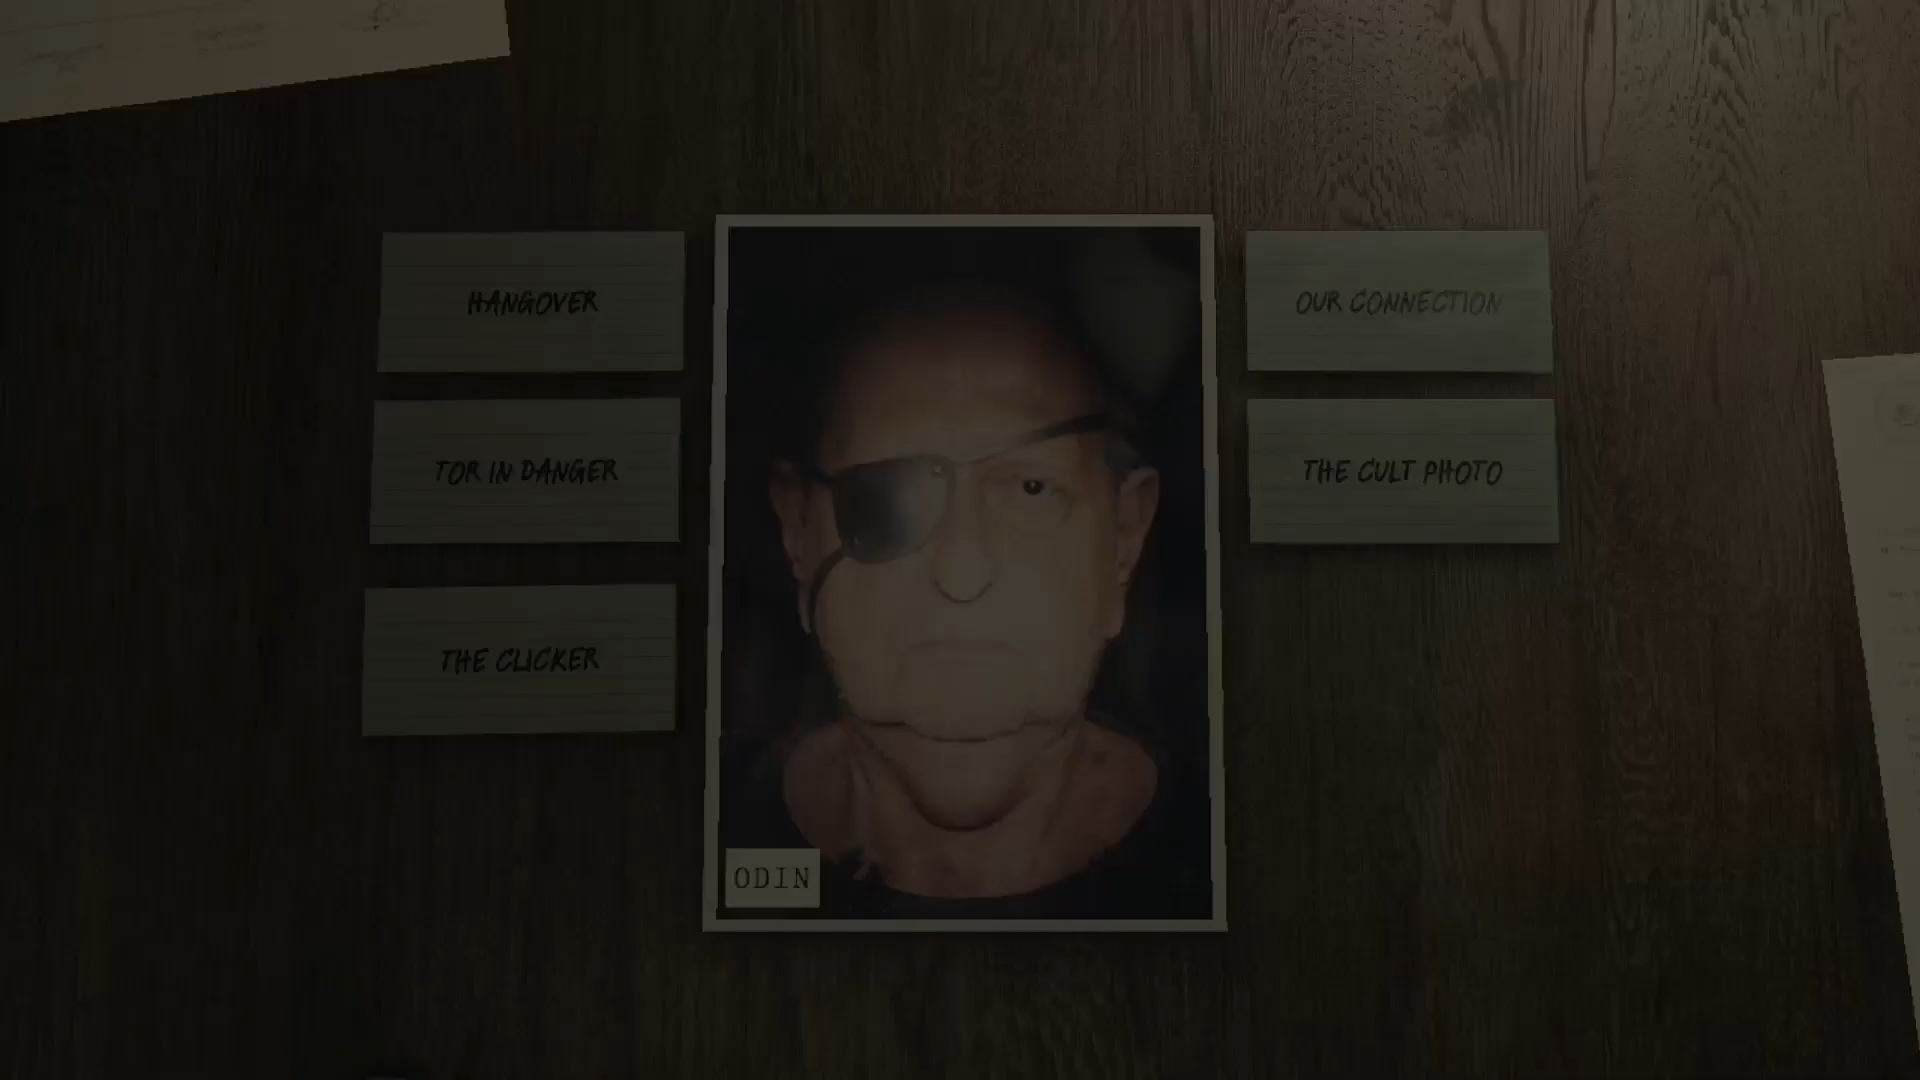 HANGOVER
TOR IN DANGER
THE CLICKER
ODIN
OUR CONNECTION
THE CULT PHOTO